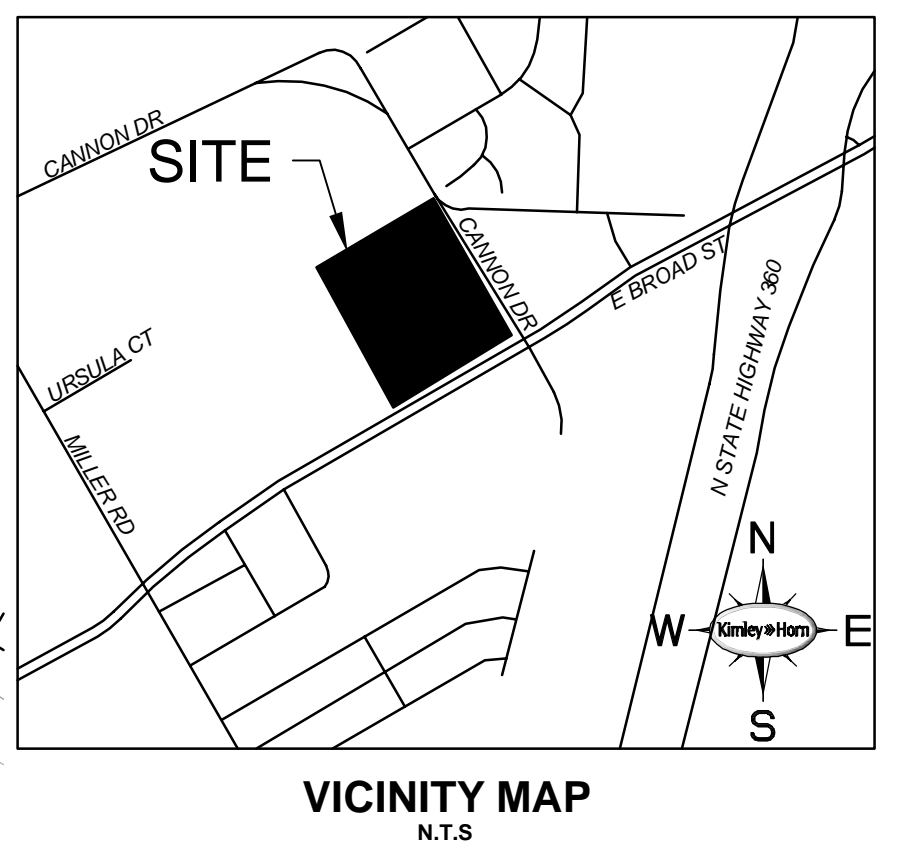 CANNON DR
SITE
CANNON DR
E BROAD ST
N STATE HIGHWAY 360
URSULA CT
MILLER RD
N
W
Kimley»Horn
E
S
VICINITY MAP
N.T.S